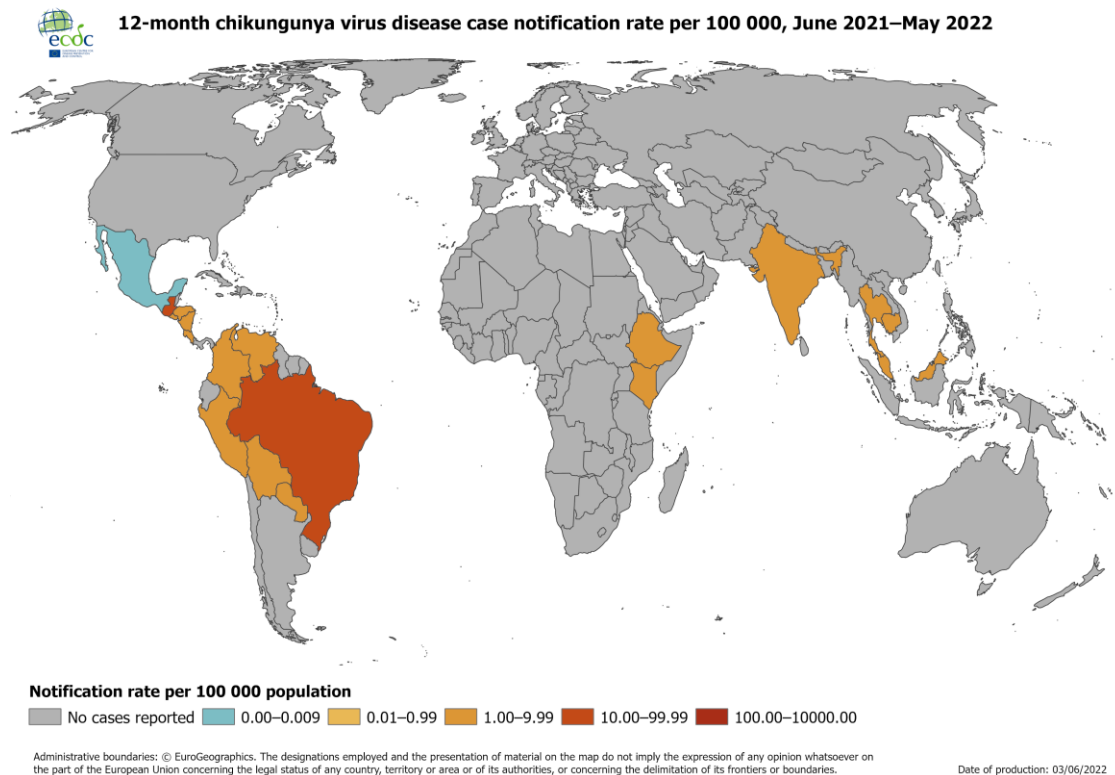 12-month chikungunya virus disease case notification rate per 100 000, June 2021–May 2022
ecdc
Notification rate per 100 000 population
No cases reported
0.00–0.009
0.01–0.99
1.00–9.99
10.00–99.99
100.00–10000.00
Administrative boundaries: © EuroGeographics. The designations employed and the presentation of material on the map do not imply the expression of any opinion whatsoever on
the part of the European Union concerning the legal status of any country, territory or area or of its authorities, or concerning the delimitation of its frontiers or boundaries.
Date of production: 03/06/2022